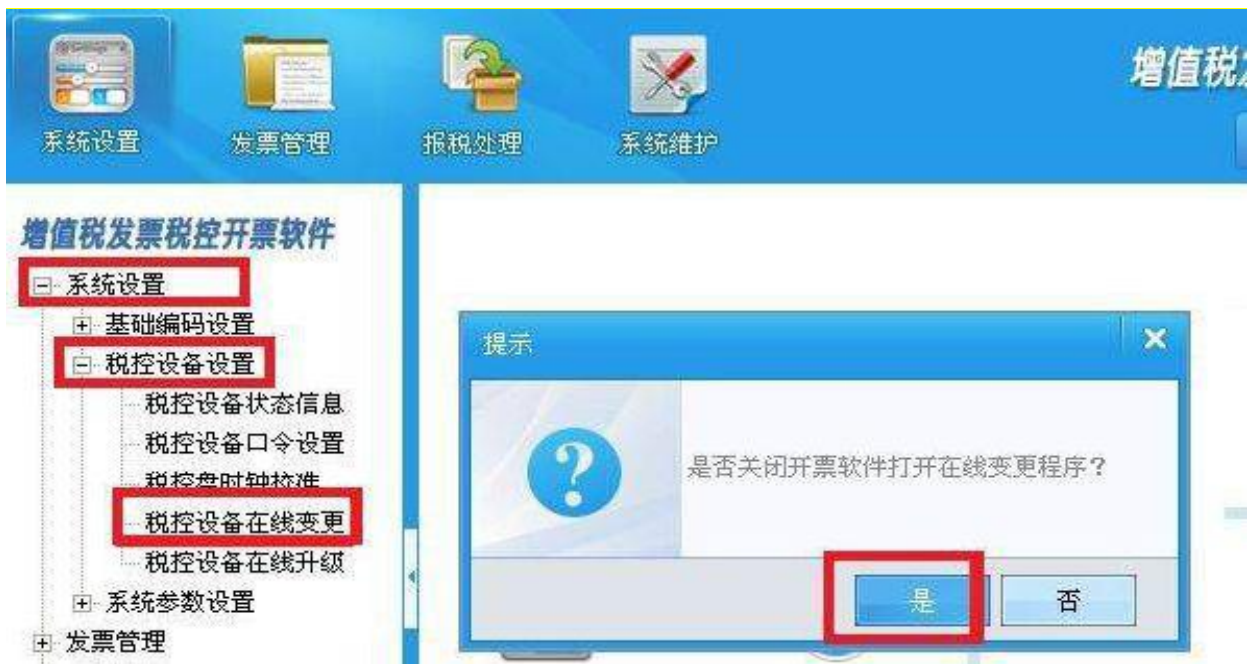 系统设置
发票管理
报税处理
系统维护
增值税
增值税发票税控开票软件
系统设置
基础编码设置
税控设备设置
税控设备状态信息
税控设备口令设置
税控盘时钟校准
税控设备在线变更
税控设备在线升级
系统参数设置
发票管理
提示
是否关闭开票软件打开在线变更程序?
是
否